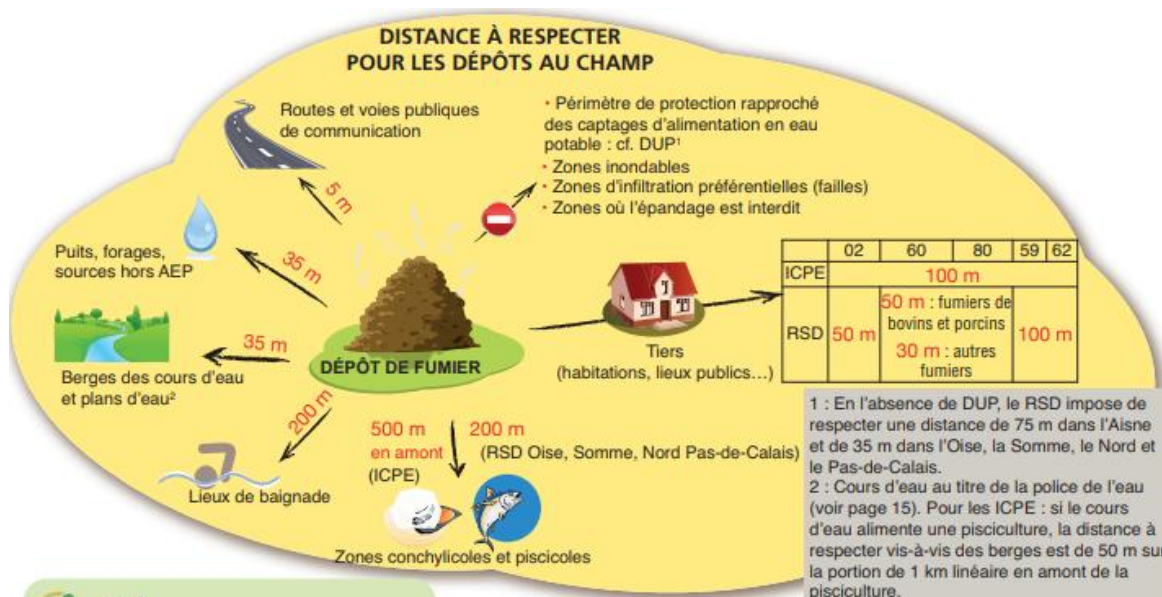 DISTANCE À RESPECTER
POUR LES DÉPÔTS AU CHAMP
Routes et voies publiques
de communication
• Périmètre de protection rapproché
des captages d'alimentation en eau
potable : cf. DUP¹
• Zones inondables
• Zones d'infiltration préférentielles (failles)
• Zones où l'épandage est interdit
5 m
Puits, forages,
sources hors AEP
35 m
35 m
Berges des cours d'eau
et plans d'eau²
DÉPÔT DE FUMIER
200 m
Lieux de baignade
500 m
en amont
(ICPE)
200 m
(RSD Oise, Somme, Nord Pas-de-Calais)
Zones conchylicoles et piscicoles
Tiers
(habitations, lieux publics…)
02 60 80 59 62
ICPE 100 m
RSD 50 m
50 m : fumiers de
bovins et porcins
30 m : autres
fumiers
100 m
1 : En l'absence de DUP, le RSD impose de
respecter une distance de 75 m dans l'Aisne
et de 35 m dans l'Oise, la Somme, le Nord et
le Pas-de-Calais.
2 : Cours d'eau au titre de la police de l'eau
(voir page 15). Pour les ICPE : si le cours
d'eau alimente une pisciculture, la distance à
respecter vis-à-vis des berges est de 50 m sur
la portion de 1 km linéaire en amont de la
pisciculture.